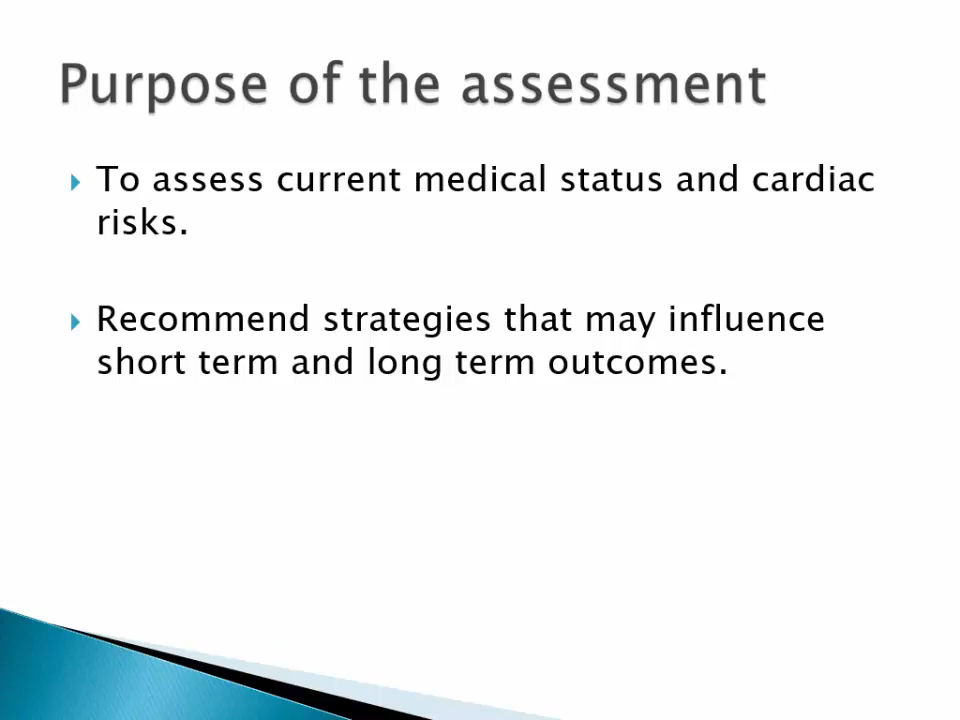 Purpose of the assessment
To assess current medical status and cardiac
risks.
Recommend strategies that may influence
short term and long term outcomes.